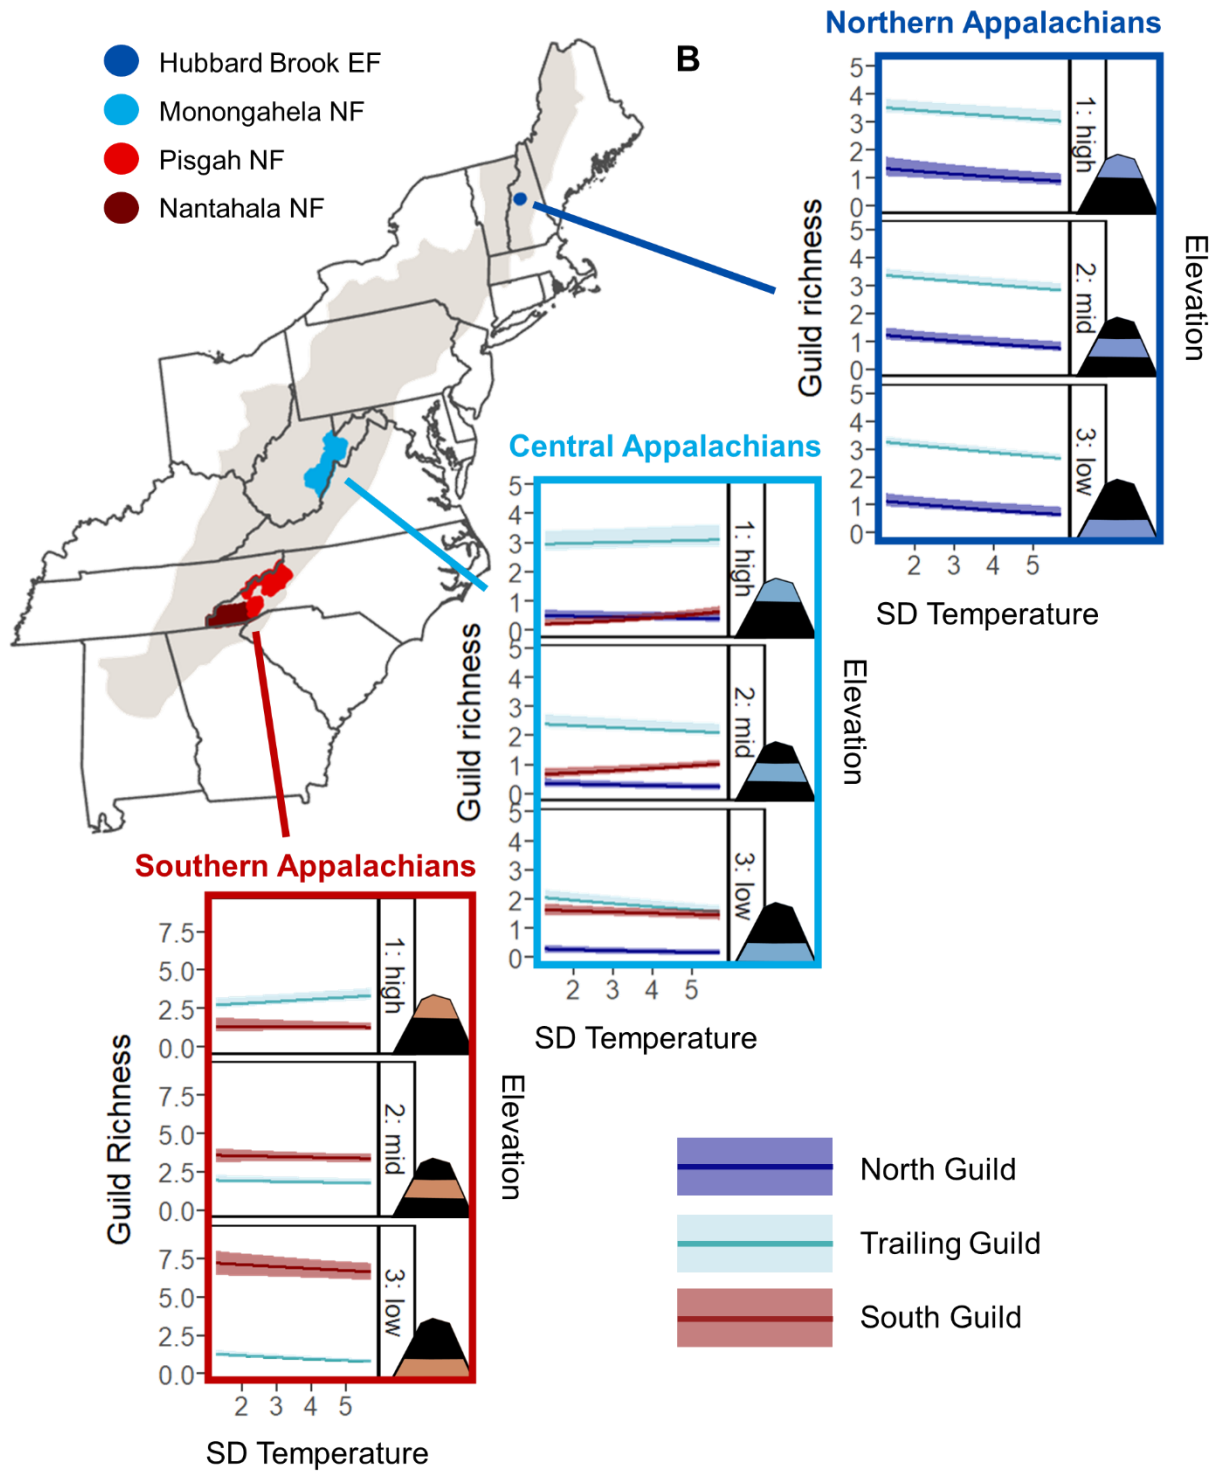 Northern Appalachians
B
Hubbard Brook EF
Monongahela NF
Pisgah NF
Nantahala NF
Guild richness
5
4
3
2
1
0
1: high
5
4
3
2
1
0
2: mid
5
4
3
2
1
0
3: low
Elevation
2 3 4 5
SD Temperature
Central Appalachians
Guild richness
5
4
3
2
1
0
1: high
5
4
3
2
1
0
2: mid
5
4
3
2
1
0
3: low
Elevation
2 3 4 5
SD Temperature
Southern Appalachians
Guild Richness
7.5
5.0
2.5
0.0
1: high
7.5
5.0
2.5
0.0
2: mid
7.5
5.0
2.5
0.0
3: low
Elevation
2 3 4 5
SD Temperature
North Guild
Trailing Guild
South Guild